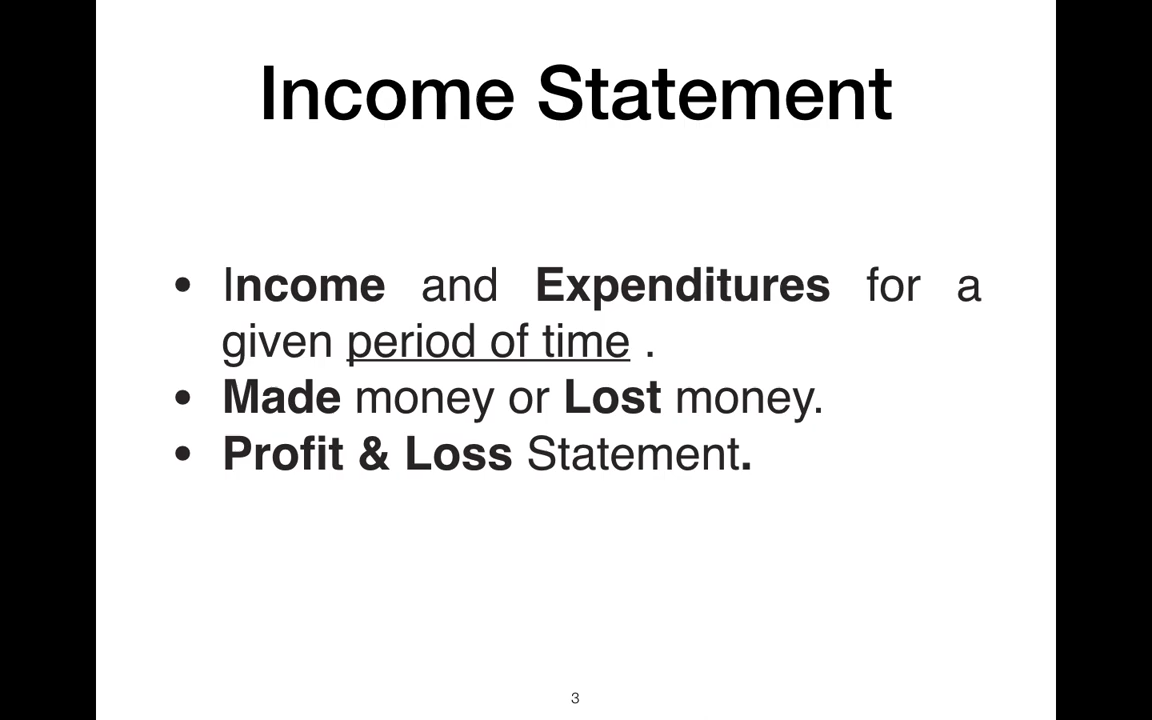 Income Statement
• Income and Expenditures for a
given period of time .
• Made money or Lost money.
• Profit & Loss Statement.
3